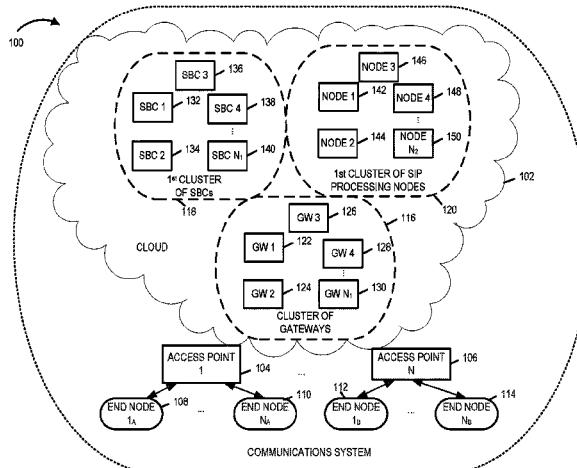 100
SBC 3
136
SBC 1
132
SBC 4
138
SBC 2
134
SBC N1
140
1st CLUSTER
OF SBCs
118
NODE 3
146
NODE 1
142
NODE 4
148
NODE 2
144
NODE
N2
150
1ST CLUSTER OF SIP
PROCESSING NODES
120
102
CLOUD
GW 3
126
116
GW 1
122
GW 4
128
GW 2
124
GW N1
130
CLUSTER OF
GATEWAYS
ACCESS POINT
1
104
...
ACCESS POINT
N
106
END NODE
1A
108
...
END NODE
NA
110
112
END NODE
1B
...
END NODE
NB
114
COMMUNICATIONS SYSTEM